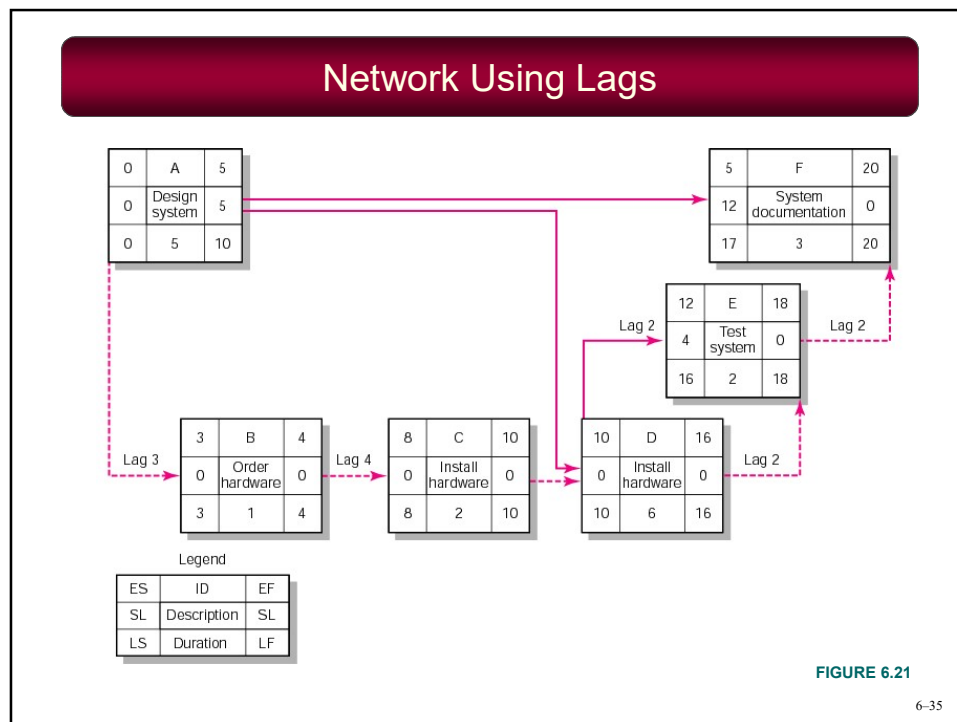 Network Using Lags
0 A 5
0 Design system 5
0 5 10
5 F 20
12 System documentation 0
17 3 20
12 E 18
4 Test system 0
16 2 18
Lag 2
Lag 2
3 B 4
0 Order hardware 0
3 1 4
Lag 3
Lag 4
8 C 10
0 Install hardware 0
8 2 10
10 D 16
0 Install hardware 0
10 6 16
Lag 2
Legend
ES ID EF
SL Description SL
LS Duration LF
FIGURE 6.21
6–35